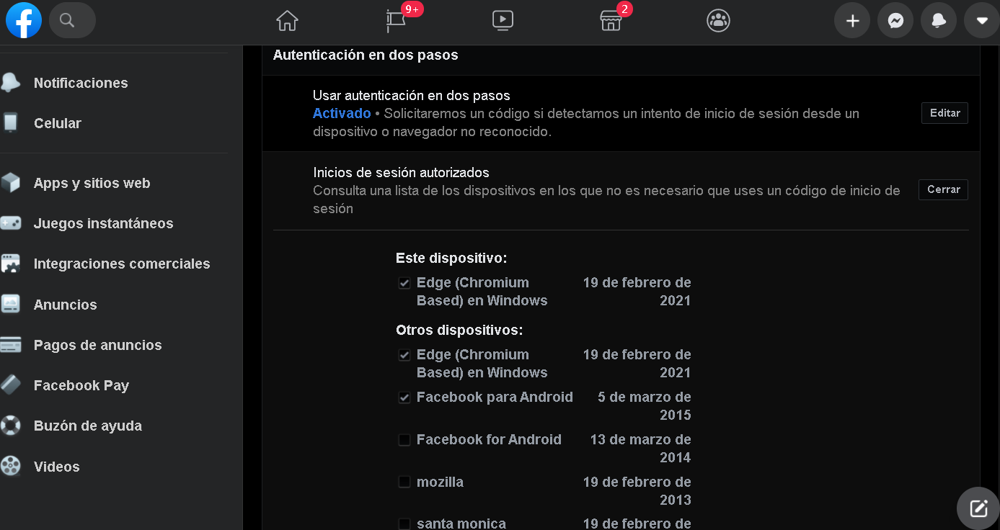 9+
2
Autenticación en dos pasos
Notificaciones
Celular
Apps y sitios web
Juegos instantáneos
Integraciones comerciales
Anuncios
Pagos de anuncios
Facebook Pay
Buzón de ayuda
Videos
Usar autenticación en dos pasos
Activado • Solicitaremos un código si detectamos un intento de inicio de sesión desde un
dispositivo o navegador no reconocido.
Editar
Inicios de sesión autorizados
Consulta una lista de los dispositivos en los que no es necesario que uses un código de inicio de
sesión
Cerrar
Este dispositivo:
Edge (Chromium
Based) en Windows
19 de febrero de
2021
Otros dispositivos:
Edge (Chromium
Based) en Windows
19 de febrero de
2021
Facebook para Android
5 de marzo de
2015
Facebook for Android
13 de marzo de
2014
mozilla
19 de febrero de
2013
santa monica
19 de febrero de